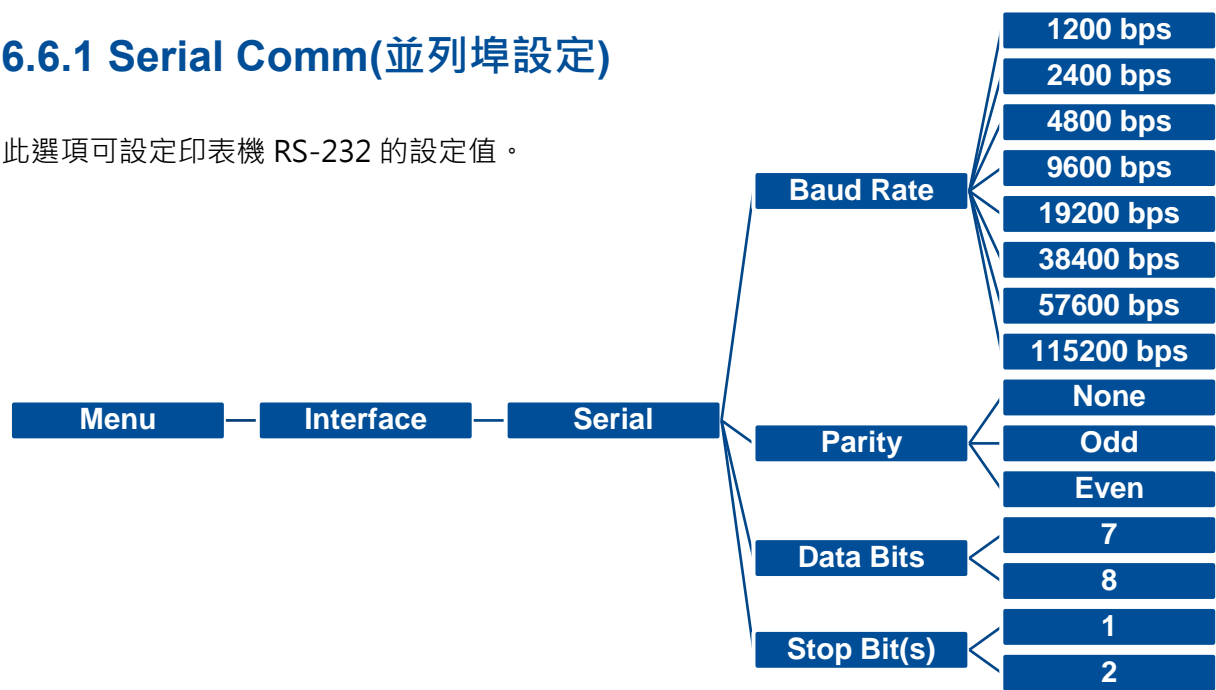 6.6.1 Serial Comm(並列埠設定)
此選項可設定印表機 RS-232 的設定值。
Menu
Interface
Serial
Baud Rate
1200 bps
2400 bps
4800 bps
9600 bps
19200 bps
38400 bps
57600 bps
115200 bps
Parity
None
Odd
Even
Data Bits
7
8
Stop Bit(s)
1
2